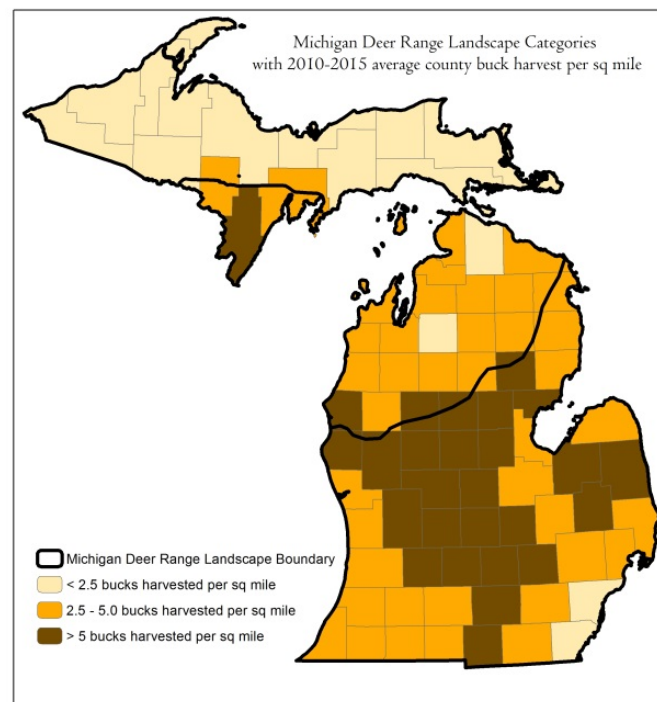 Michigan Deer Range Landscape Categories
with 2010-2015 average county buck harvest per sq mile
Michigan Deer Range Landscape Boundary
< 2.5 bucks harvested per sq mile
2.5 - 5.0 bucks harvested per sq mile
> 5 bucks harvested per sq mile